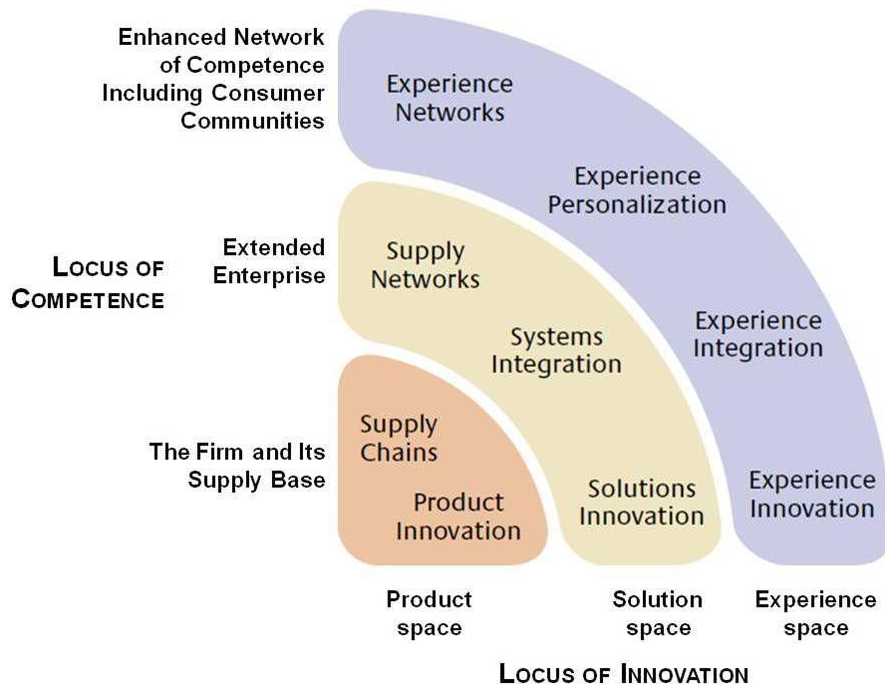 Enhanced Network
of Competence
Including Consumer
Communities
Experience
Networks
Experience
Personalization
Extended
Enterprise
LOCUS OF
COMPETENCE
Supply
Networks
Systems
Integration
Experience
Integration
The Firm and Its
Supply Base
Supply
Chains
Product
Innovation
Solutions
Innovation
Experience
Innovation
Product
space
Solution
space
Experience
space
LOCUS OF INNOVATION